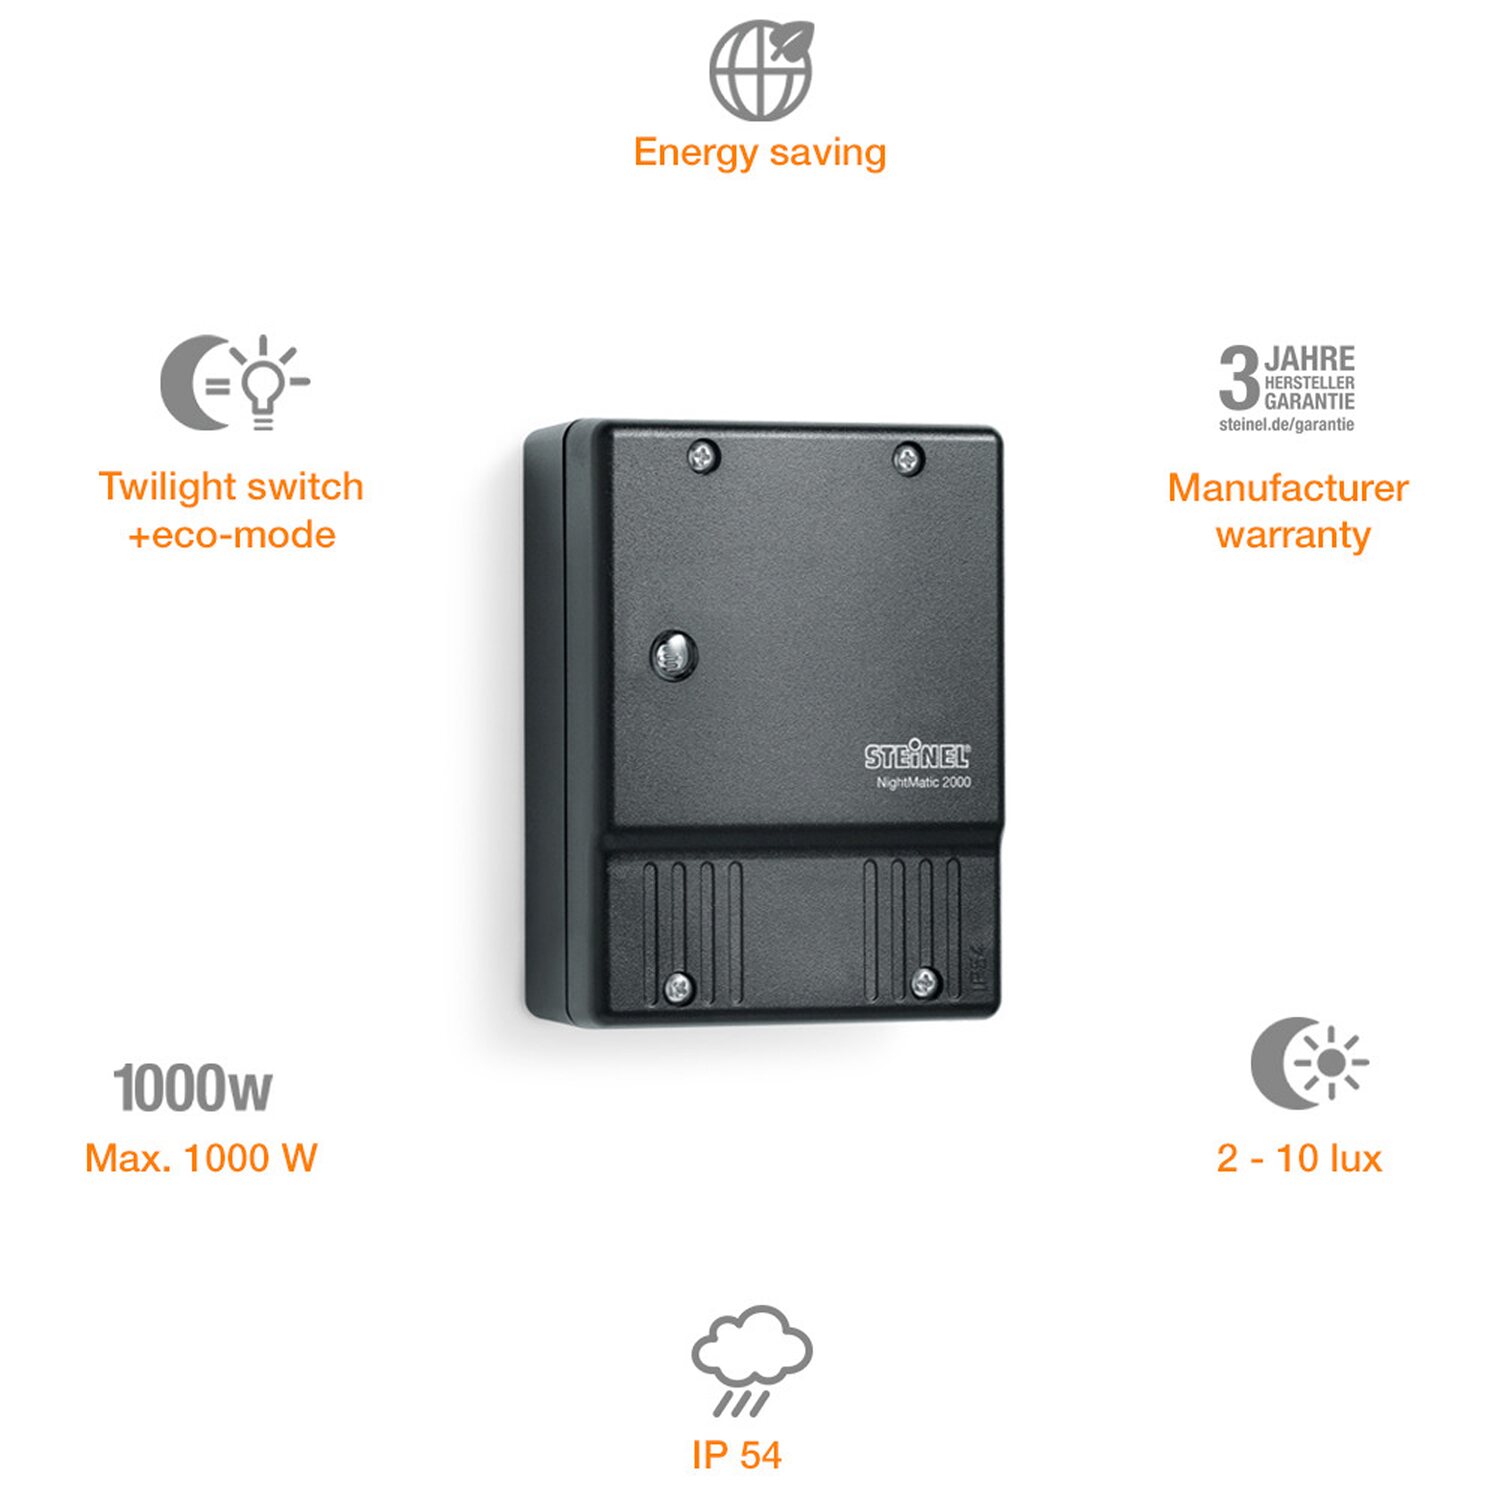 Energy saving
Twilight switch
+eco-mode
3 JAHRE
HERSTELLER
GARANTIE
steinel.de/garantie
Manufacturer
warranty
STEINEL®
NightMatic 2000
IP54
1000w
Max. 1000 W
2 - 10 lux
IP 54